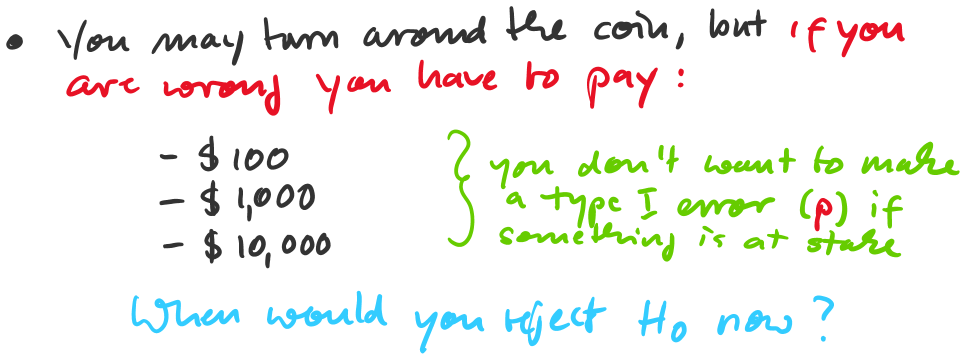 • You may turn around the coin, but if you
are wrong you have to pay:
- $ 100
- $ 1,000
- $ 10,000
you don't want to make
a type I error (p) if
something is at stake
When would you reject H₀ now?